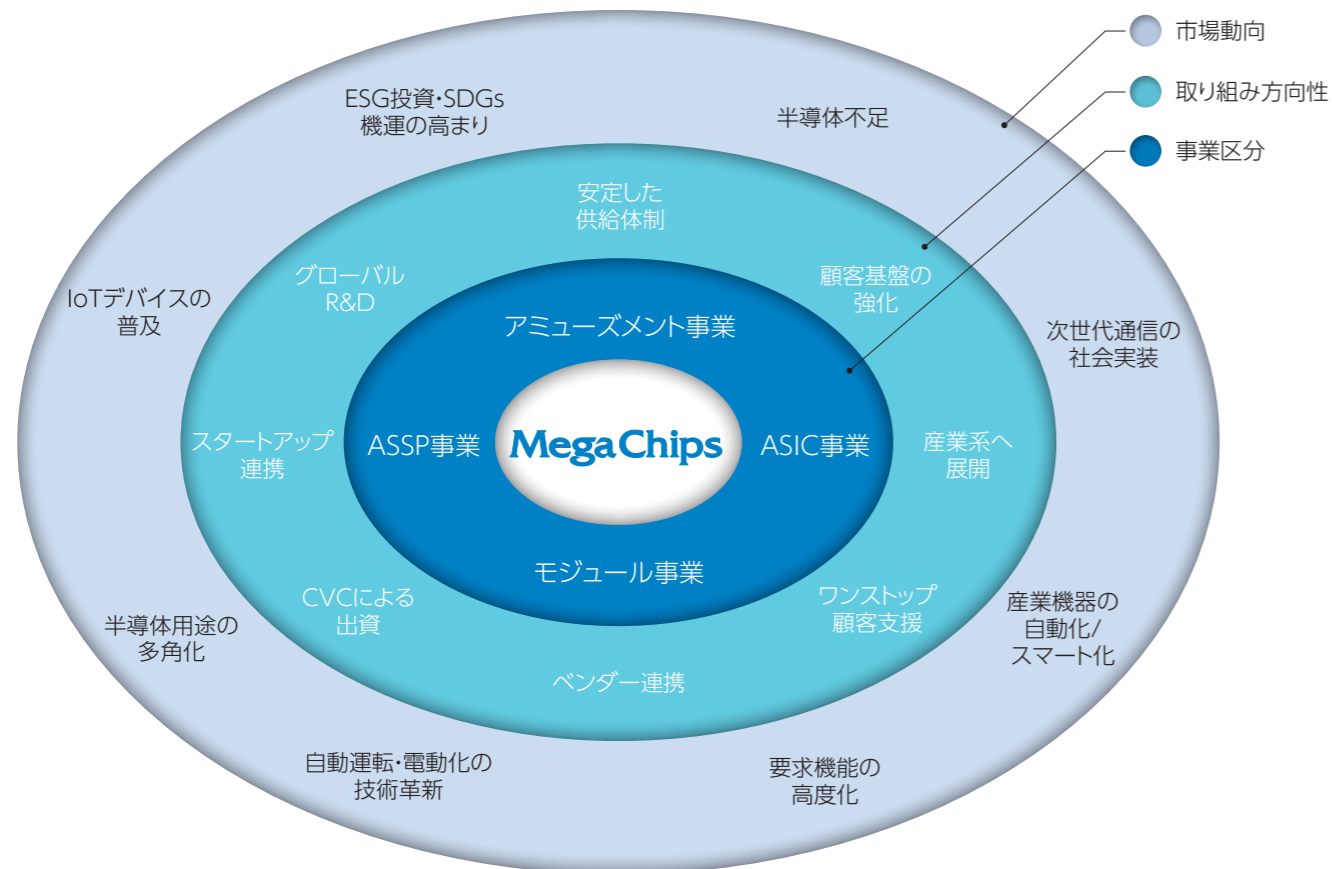 市場動向
取り組み方向性
事業区分
ESG投資・SDGs
機運の高まり
半導体不足
安定した
供給体制
グローバル
R&D
顧客基盤の
強化
IoTデバイスの
普及
次世代通信の
社会実装
アミューズメント事業
スタートアップ
連携
ASSP事業
MegaChips
ASIC事業
産業系へ
展開
モジュール事業
CVCによる
出資
ワンストップ
顧客支援
半導体用途の
多角化
産業機器の
自動化/
スマート化
ベンダー連携
自動運転・電動化の
技術革新
要求機能の
高度化